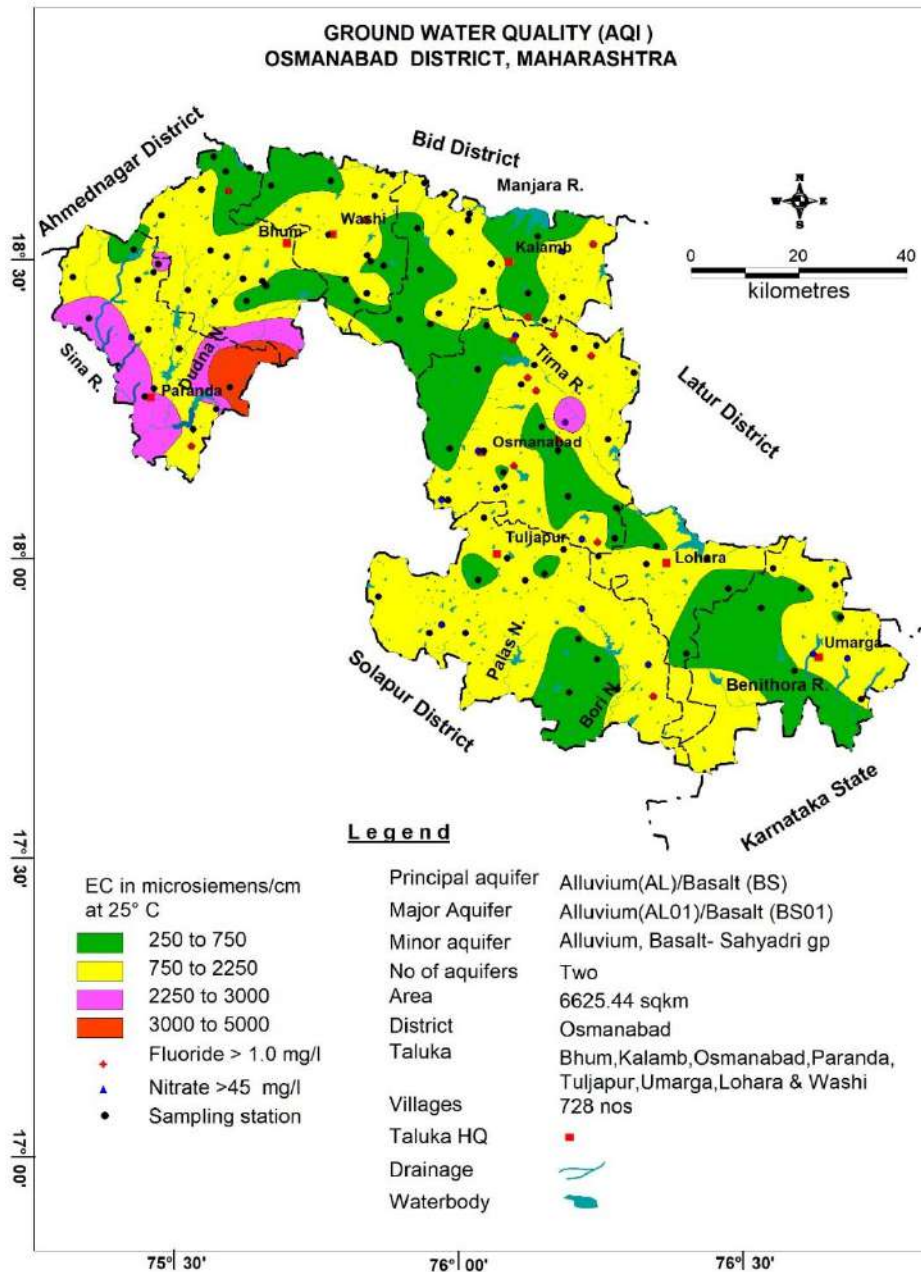 GROUND WATER QUALITY (AQI )
OSMANABAD DISTRICT, MAHARASHTRA
Ahmednagar District
Bid District
Manjara R.
N
W E
S
Washi
Bhum
Kalamb
18° 30'
0 20 40
kilometres
Sina R.
Dudna N.
Paranda
Tirna R.
Latur District
Osmanabad
Tuljapur
18° 00'
Lohara
Solapur District
Palas N.
Bori N.
Umarga
Benithora R.
Karnataka State
17° 30'
17° 00'
Legend
EC in microsiemens/cm
at 25° C
250 to 750
750 to 2250
2250 to 3000
3000 to 5000
Fluoride > 1.0 mg/l
Nitrate >45 mg/l
Sampling station
Principal aquifer Alluvium(AL)/Basalt (BS)
Major Aquifer Alluvium(AL01)/Basalt (BS01)
Minor aquifer Alluvium, Basalt- Sahyadri gp
No of aquifers Two
Area 6625.44 sqkm
District Osmanabad
Taluka Bhum,Kalamb,Osmanabad,Paranda,
Tuljapur,Umarga,Lohara & Washi
Villages 728 nos
Taluka HQ
Drainage
Waterbody
75° 30' 76° 00' 76° 30'